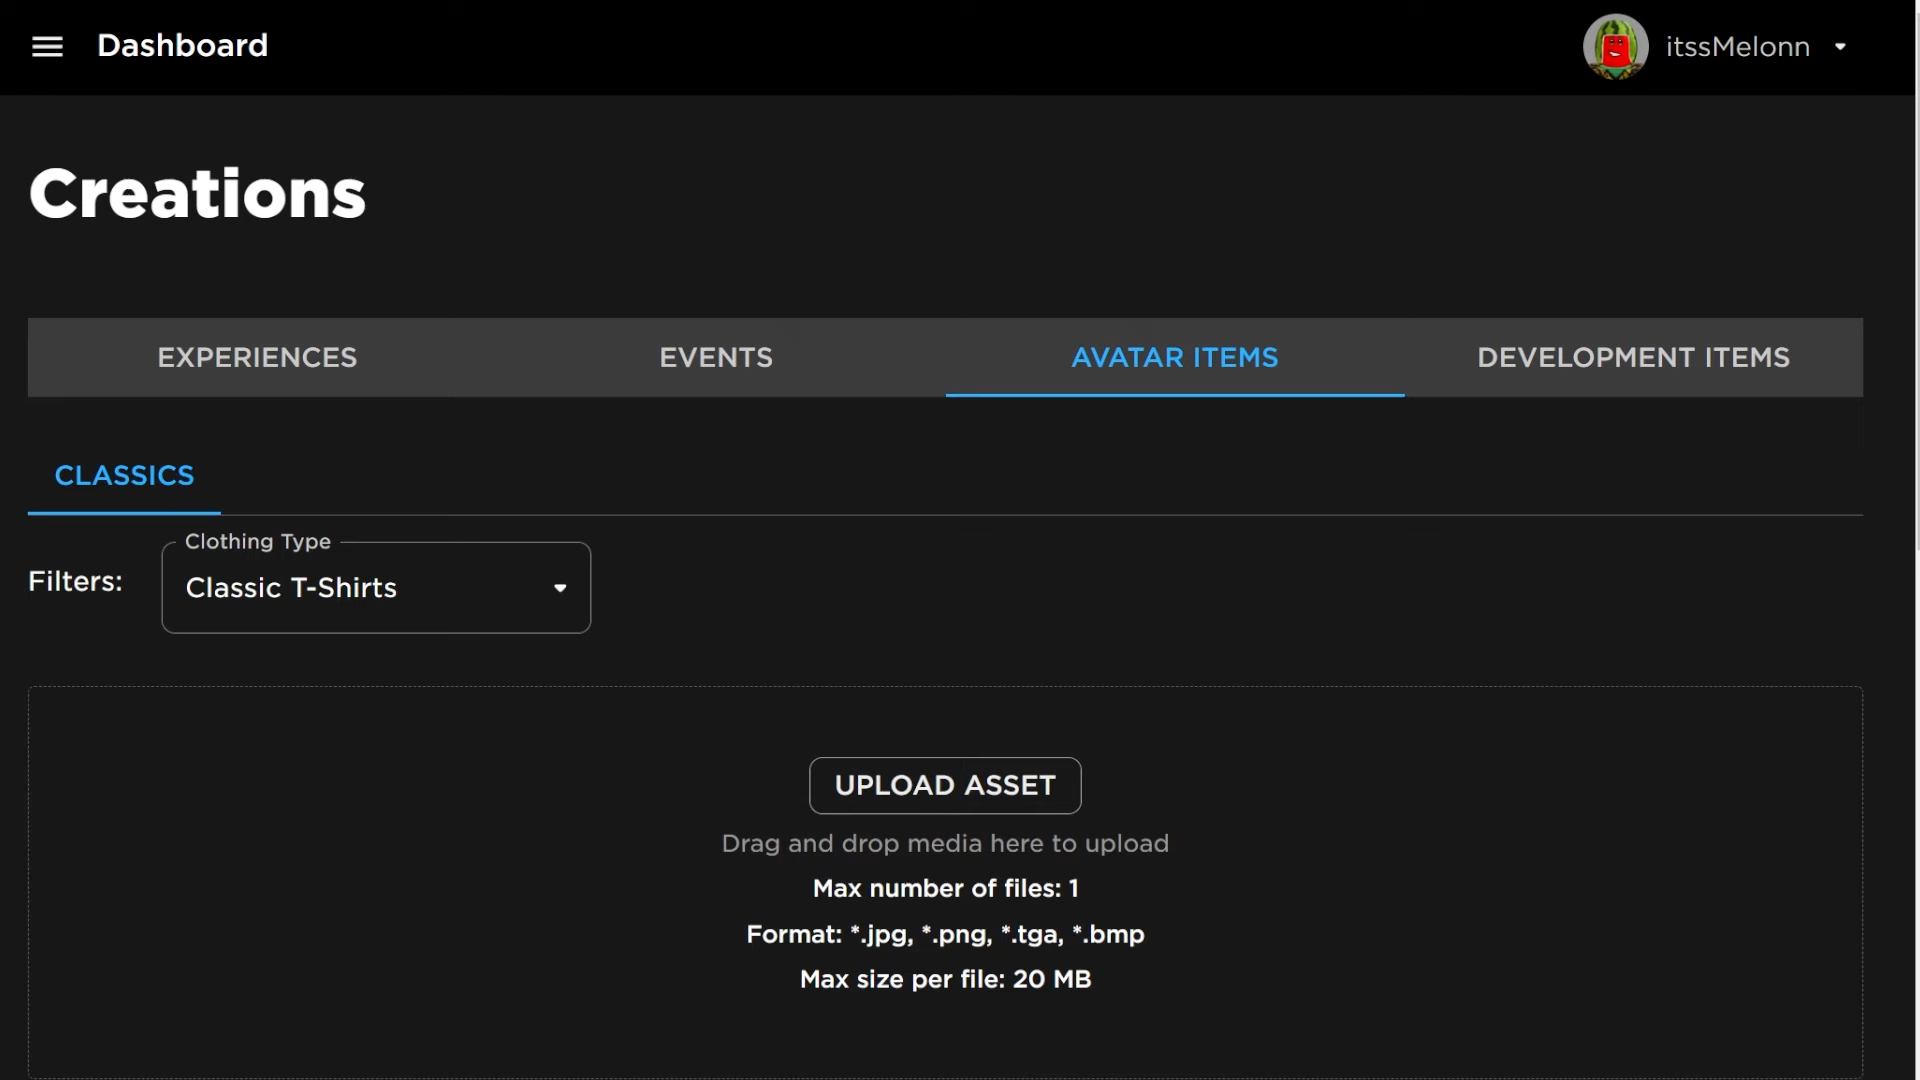 Dashboard
itssMelonn
Creations
EXPERIENCES
EVENTS
AVATAR ITEMS
DEVELOPMENT ITEMS
CLASSICS
Clothing Type
Filters:
Classic T-Shirts
UPLOAD ASSET
Drag and drop media here to upload
Max number of files: 1
Format: *.jpg, *.png, *.tga, *.bmp
Max size per file: 20 MB